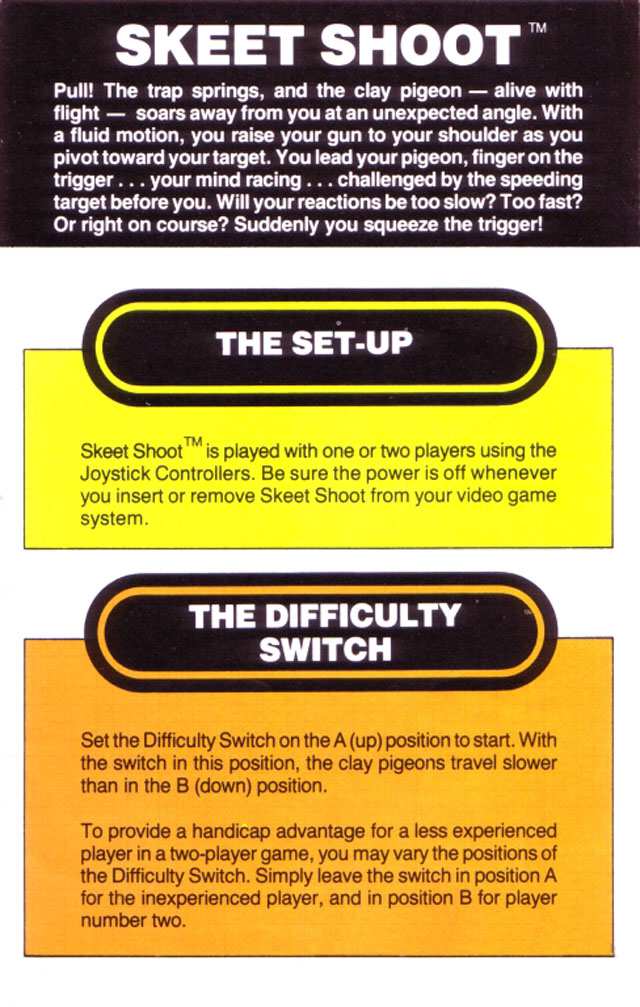 SKEET SHOOT™
Pull! The trap springs, and the clay pigeon — alive with
flight — soars away from you at an unexpected angle. With
a fluid motion, you raise your gun to your shoulder as you
pivot toward your target. You lead your pigeon, finger on the
trigger . . . your mind racing . . . challenged by the speeding
target before you. Will your reactions be too slow? Too fast?
Or right on course? Suddenly you squeeze the trigger!
THE SET-UP
Skeet Shoot™ is played with one or two players using the
Joystick Controllers. Be sure the power is off whenever
you insert or remove Skeet Shoot from your video game
system.
THE DIFFICULTY
SWITCH
Set the Difficulty Switch on the A (up) position to start. With
the switch in this position, the clay pigeons travel slower
than in the B (down) position.
To provide a handicap advantage for a less experienced
player in a two-player game, you may vary the positions of
the Difficulty Switch. Simply leave the switch in position A
for the inexperienced player, and in position B for player
number two.